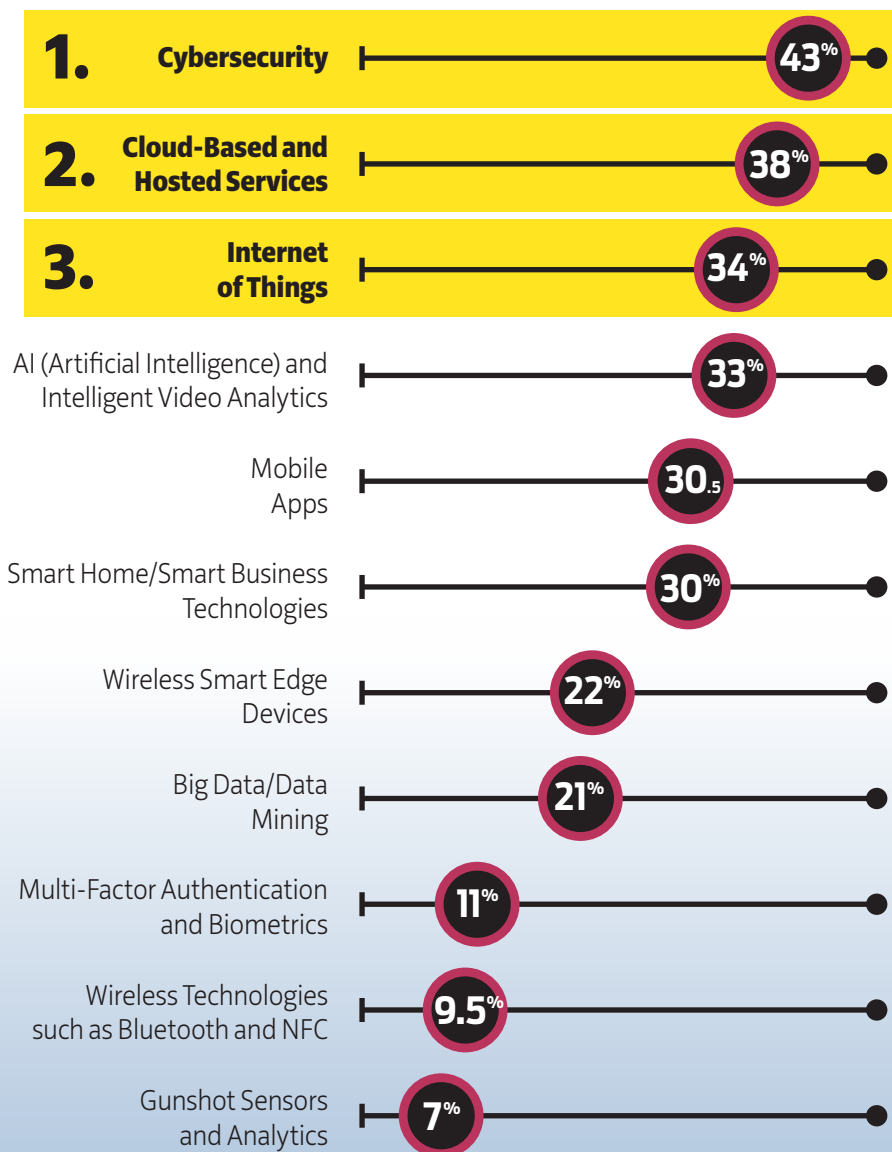 1. Cybersecurity 43%
2. Cloud-Based and
Hosted Services 38%
3. Internet
of Things 34%
AI (Artificial Intelligence) and
Intelligent Video Analytics 33%
Mobile
Apps 30.5
Smart Home/Smart Business
Technologies 30%
Wireless Smart Edge
Devices 22%
Big Data/Data
Mining 21%
Multi-Factor Authentication
and Biometrics 11%
Wireless Technologies
such as Bluetooth and NFC 9.5%
Gunshot Sensors
and Analytics 7%